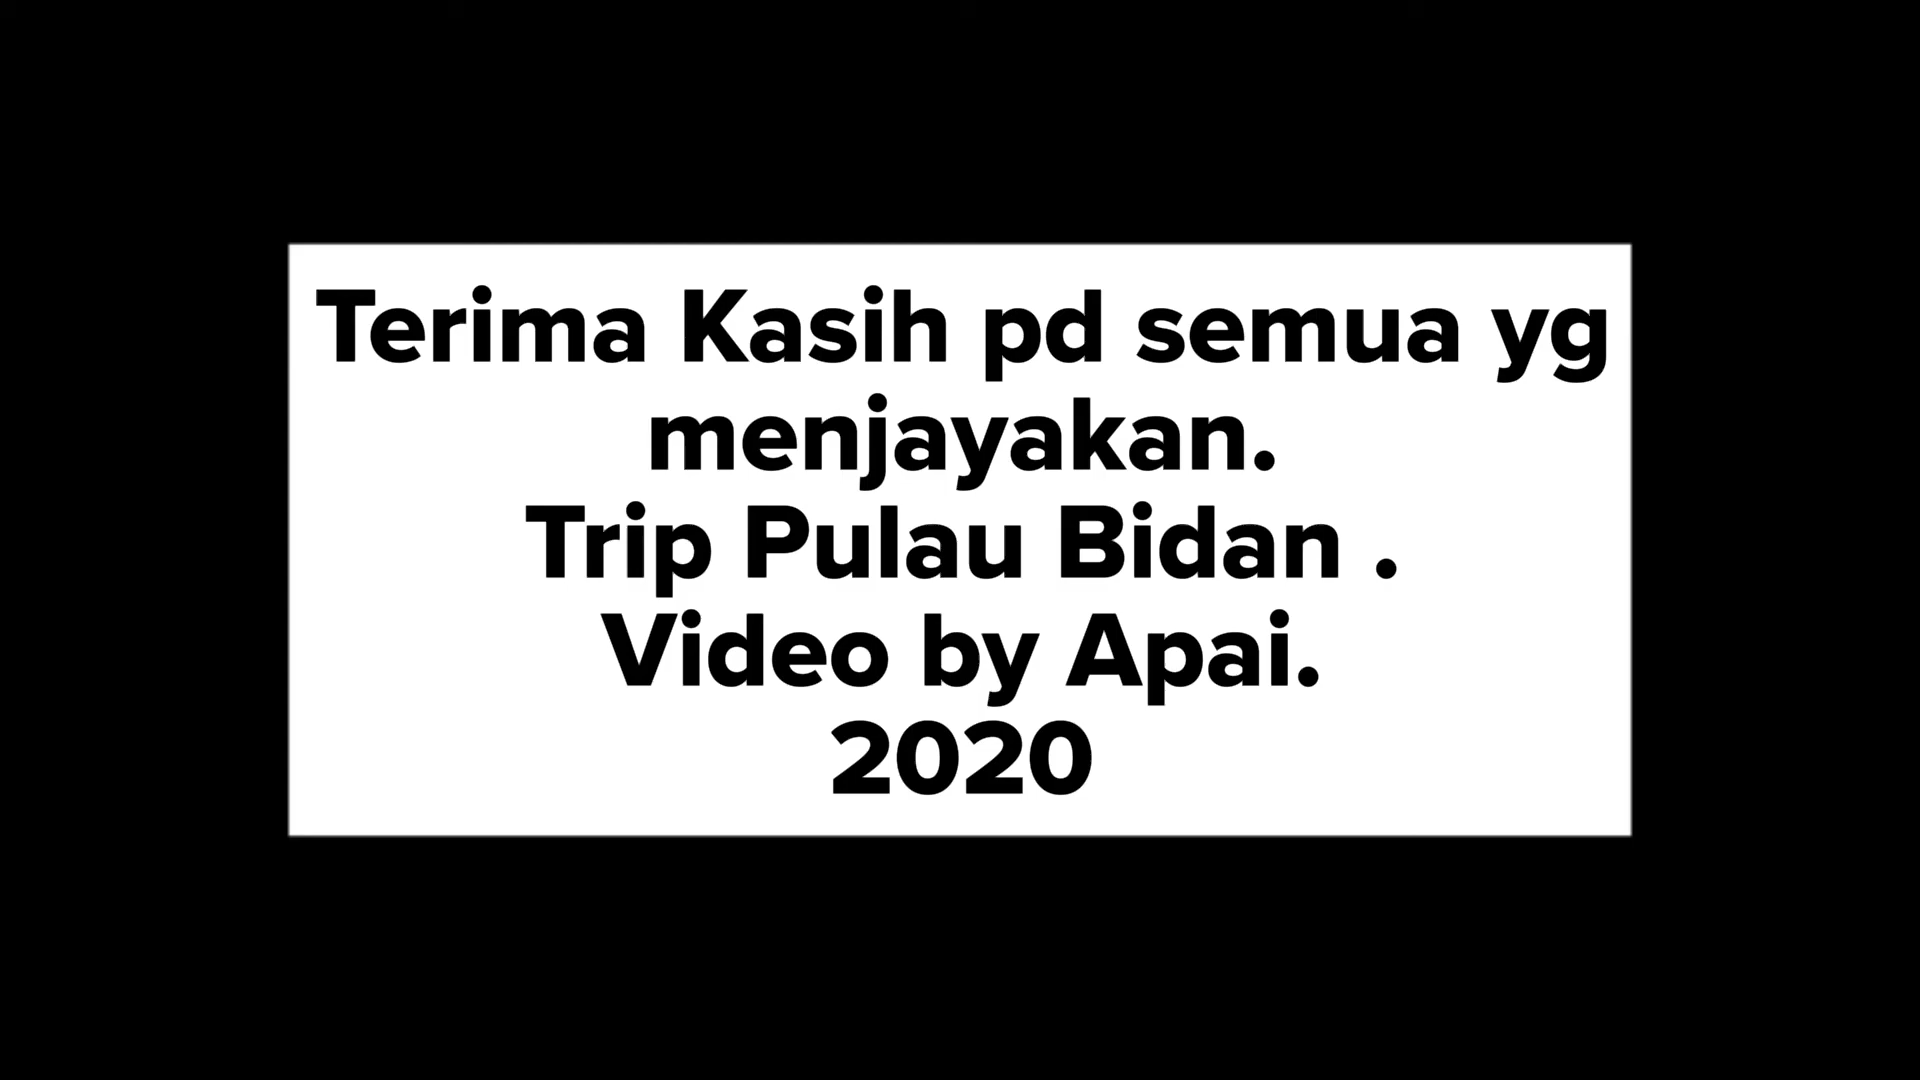 Terima Kasih pd semua yg
menjayakan.
Trip Pulau Bidan .
Video by Apai.
2020